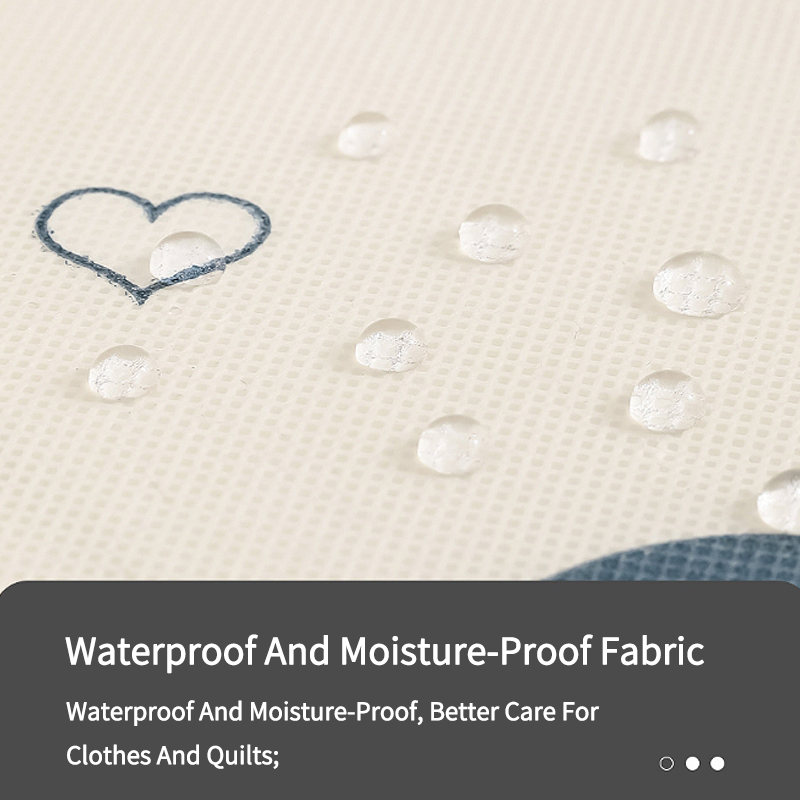 Waterproof And Moisture-Proof Fabric
Waterproof And Moisture-Proof, Better Care For
Clothes And Quilts;